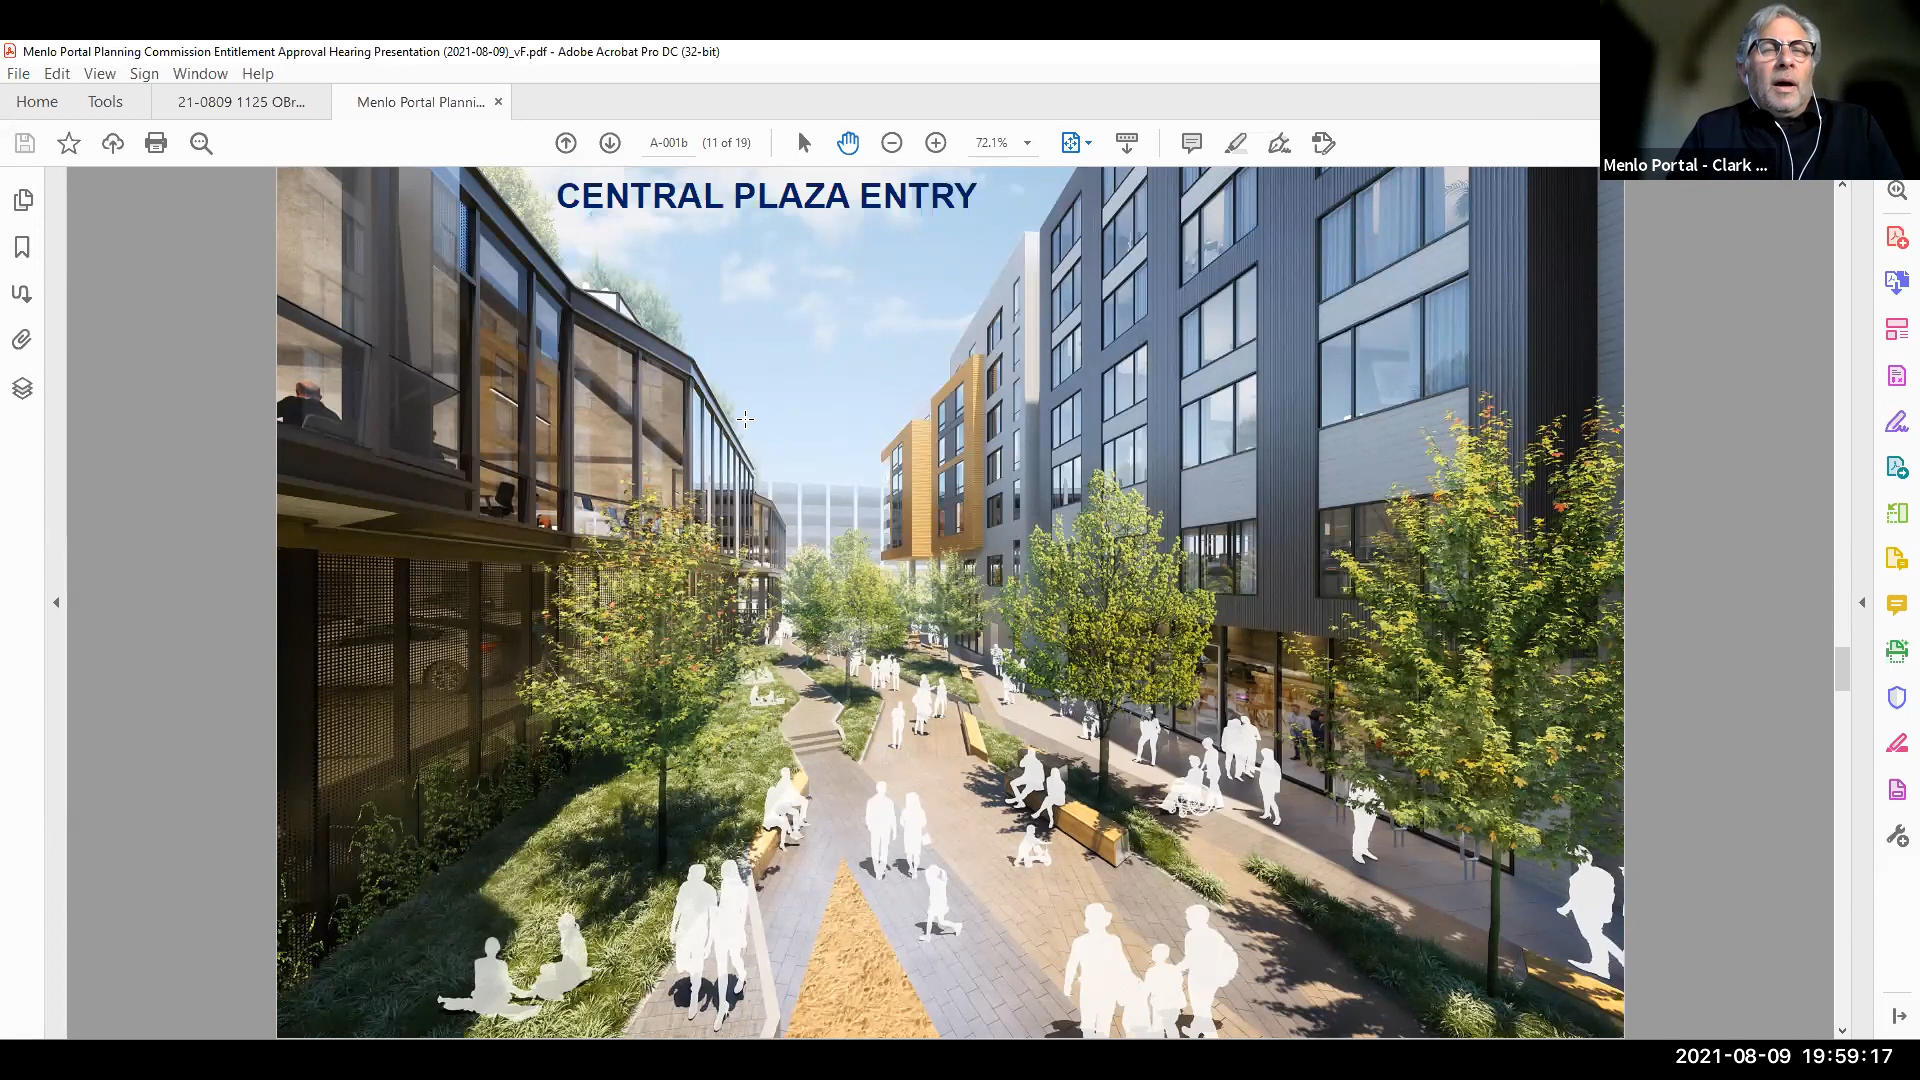 Menlo Portal Planning Commission Entitlement Approval Hearing Presentation (2021-08-09)_vF.pdf - Adobe Acrobat Pro DC (32-bit)
File Edit View Sign Window Help
Home Tools 21-0809 1125 OBr... Menlo Portal Planni... ×
A-001b (11 of 19) 72.1%
Menlo Portal - Clark ...
CENTRAL PLAZA ENTRY
2021-08-09 19:59:17